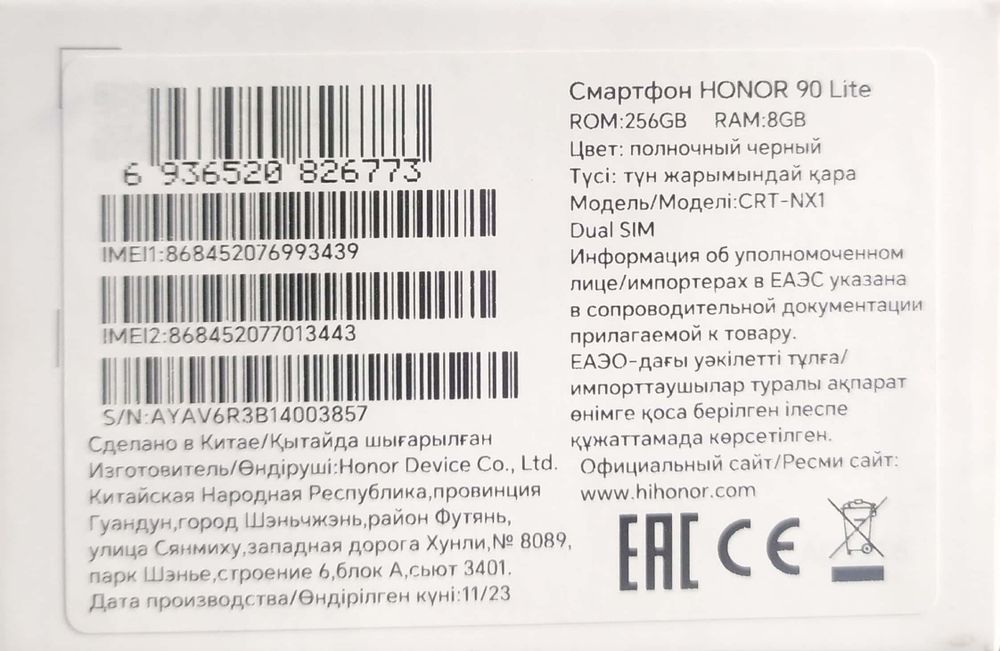 6 936520 826773
IMEI1:868452076993439
IMEI2:868452077013443
S/N:AYAV6R3B14003857
Сделано в Китае/Қытайда шығарылған
Изготовитель/Өндіруші:Honor Device Co., Ltd.
Китайская Народная Республика,провинция
Гуандун,город Шэньчжэнь,район Футянь,
улица Сянмиху,западная дорога Хунли,№ 8089,
парк Шэнье,строение 6,блок А,сьют 3401.
Дата производства/Өндірілген күні:11/23
Смартфон HONOR 90 Lite
ROM:256GB RAM:8GB
Цвет: полночный черный
Түсі: түн жарымындай қара
Модель/Моделі:CRT-NX1
Dual SIM
Информация об уполномоченном
лице/импортерах в ЕАЭС указана
в сопроводительной документации
прилагаемой к товару.
ЕАЭО-дағы уәкілетті тұлға/
импорттаушылар туралы ақпарат
өнімге қоса берілген ілеспе
құжаттамада көрсетілген.
Официальный сайт/Ресми сайт:
www.hihonor.com
EAC CE